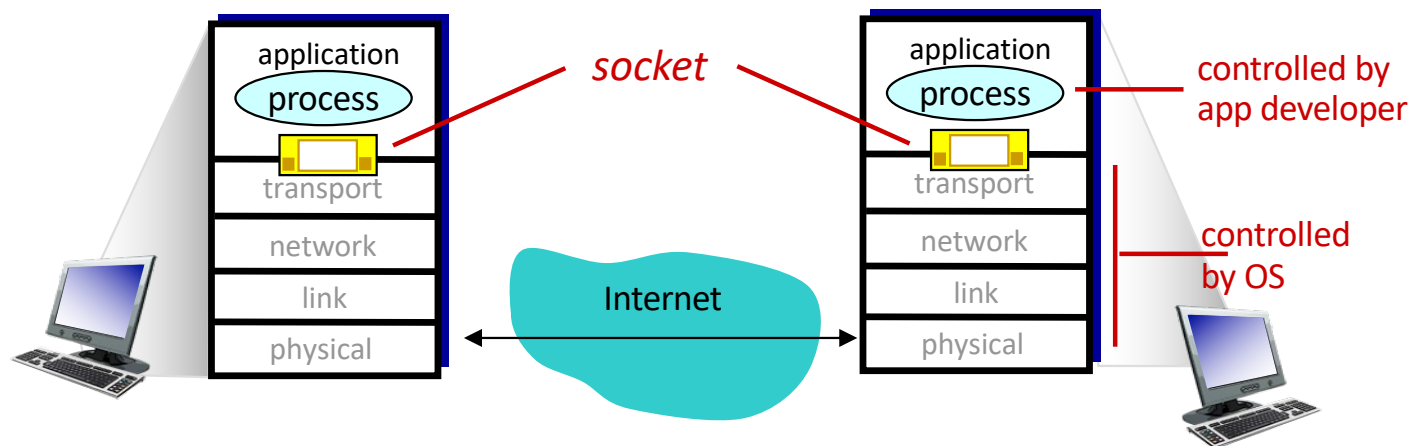 application
process
transport
network
link
physical
socket
Internet
application
process
transport
network
link
physical
controlled by
app developer
controlled
by OS